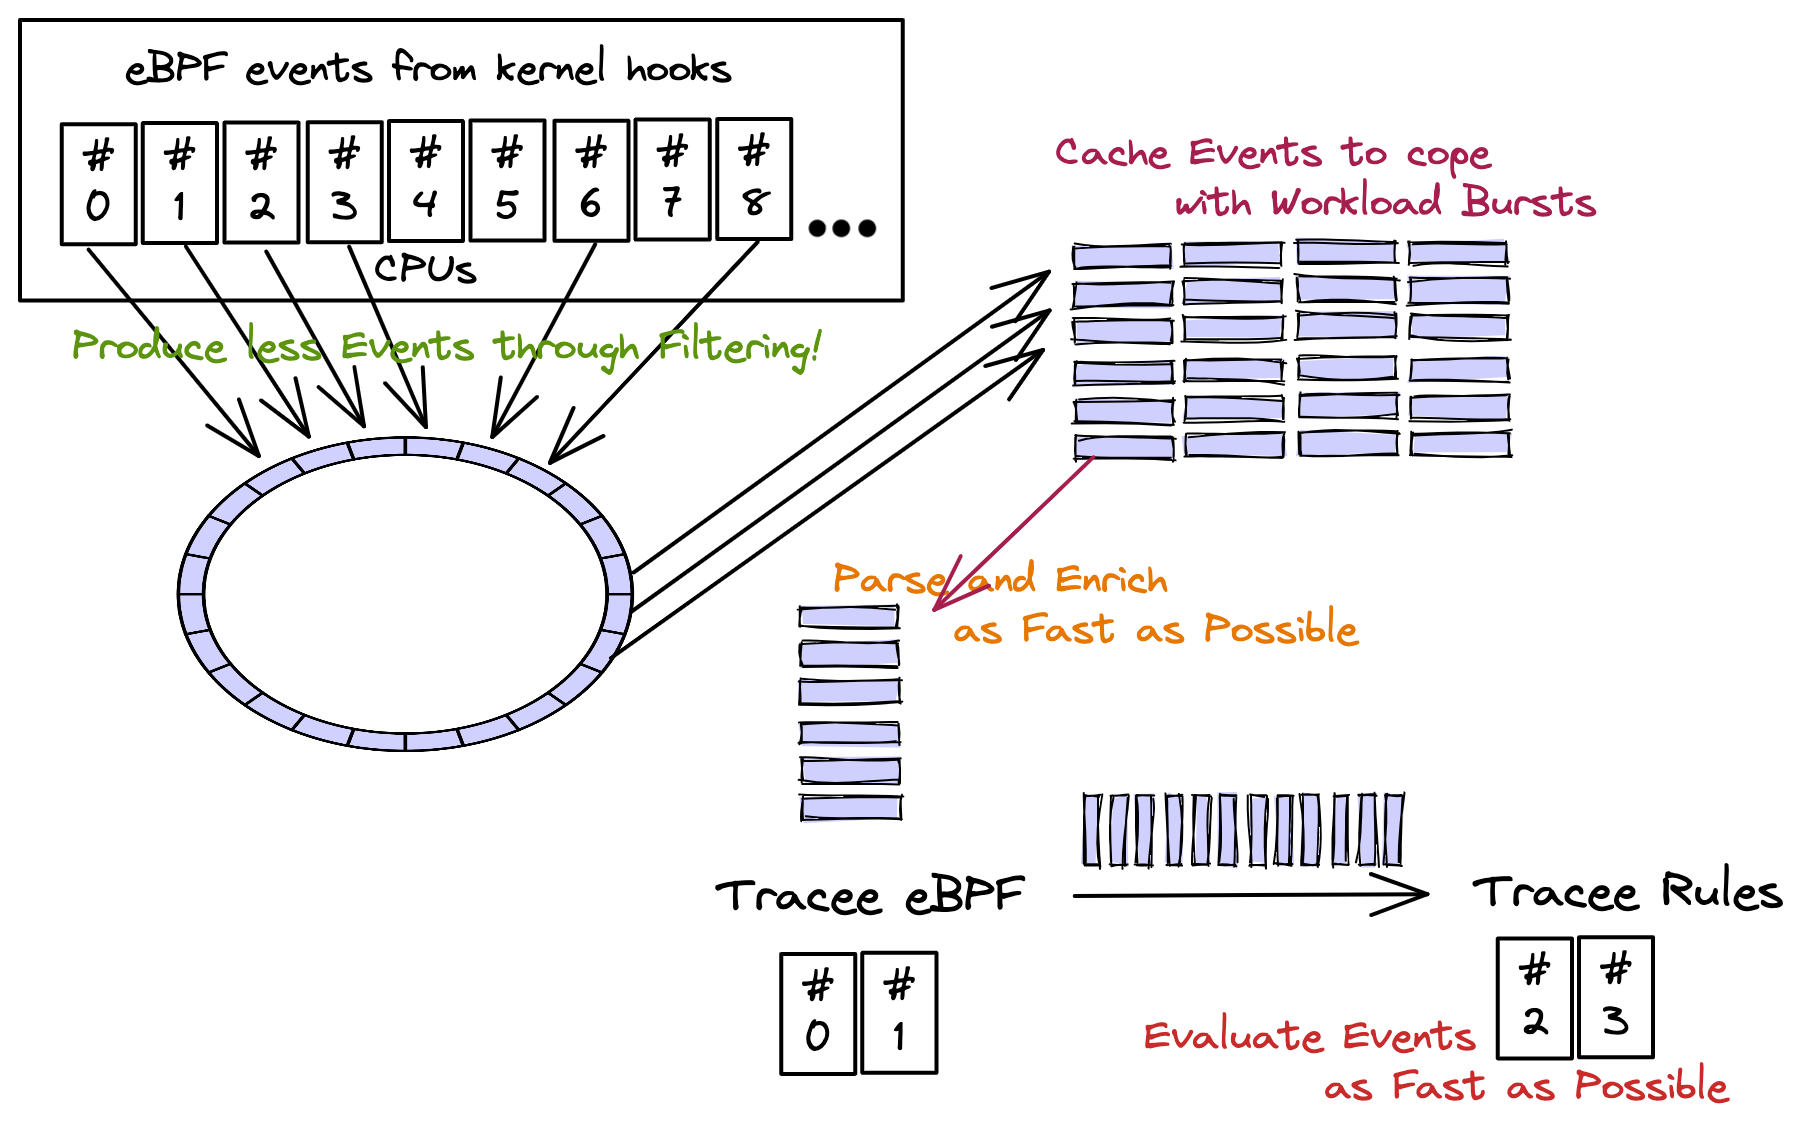 eBPF events from kernel hooks
# # # # # # # # #
0 1 2 3 4 5 6 7 8 ...
CPUs
Produce less Events through Filtering!
Cache Events to cope
with Workload Bursts
Parse and Enrich
as Fast as Possible
Tracee eBPF
Tracee Rules
# #
0 1
# #
2 3
Evaluate Events
as Fast as Possible